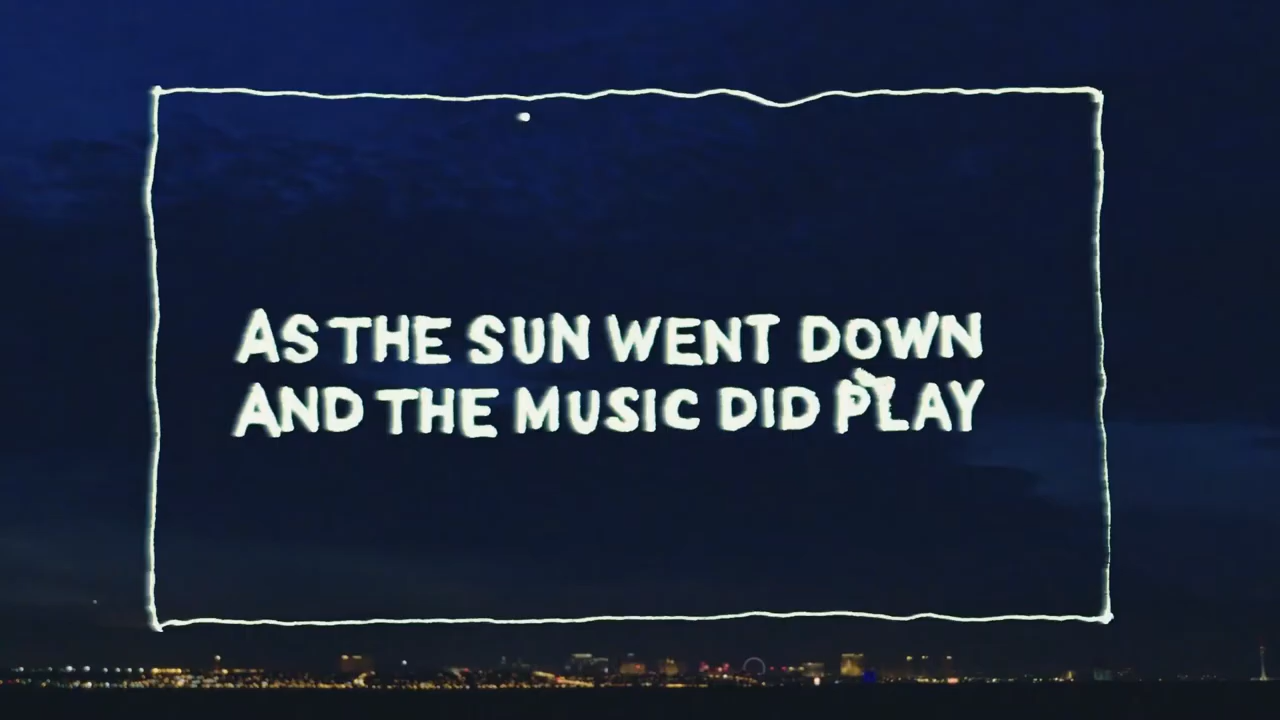 AS THE SUN WENT DOWN
AND THE MUSIC DID PLAY